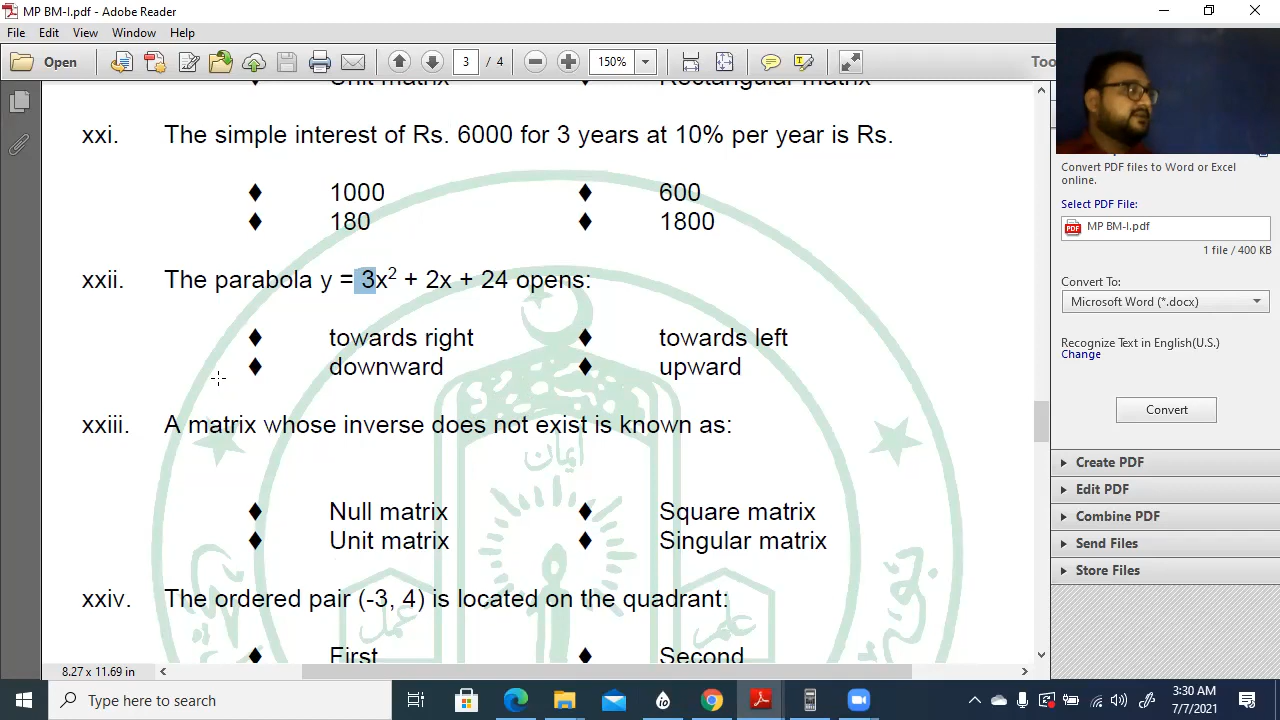 MP BM-I.pdf - Adobe Reader
File Edit View Window Help
Open 3 / 4 150%
Unit matrix ♦ Rectangular matrix
xxi. The simple interest of Rs. 6000 for 3 years at 10% per year is Rs.
♦ 1000 ♦ 600
♦ 180 ♦ 1800
xxii. The parabola y = 3x² + 2x + 24 opens:
♦ towards right ♦ towards left
♦ downward ♦ upward
xxiii. A matrix whose inverse does not exist is known as:
♦ Null matrix ♦ Square matrix
♦ Unit matrix ♦ Singular matrix
xxiv. The ordered pair (-3, 4) is located on the quadrant:
♦ First ♦ Second
ایمان
عمل
علم
8.27 x 11.69 in
Convert PDF files to Word or Excel
online.
Select PDF File:
MP BM-I.pdf
1 file / 400 KB
Convert To:
Microsoft Word (*.docx)
Recognize Text in English(U.S.)
Change
Convert
Create PDF
Edit PDF
Combine PDF
Send Files
Store Files
Type here to search
3:30 AM
7/7/2021